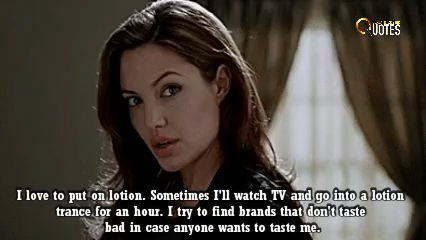 QUOTES
I love to put on lotion. Sometimes I'll watch TV and go into a lotion
trance for an hour. I try to find brands that don't taste
bad in case anyone wants to taste me.